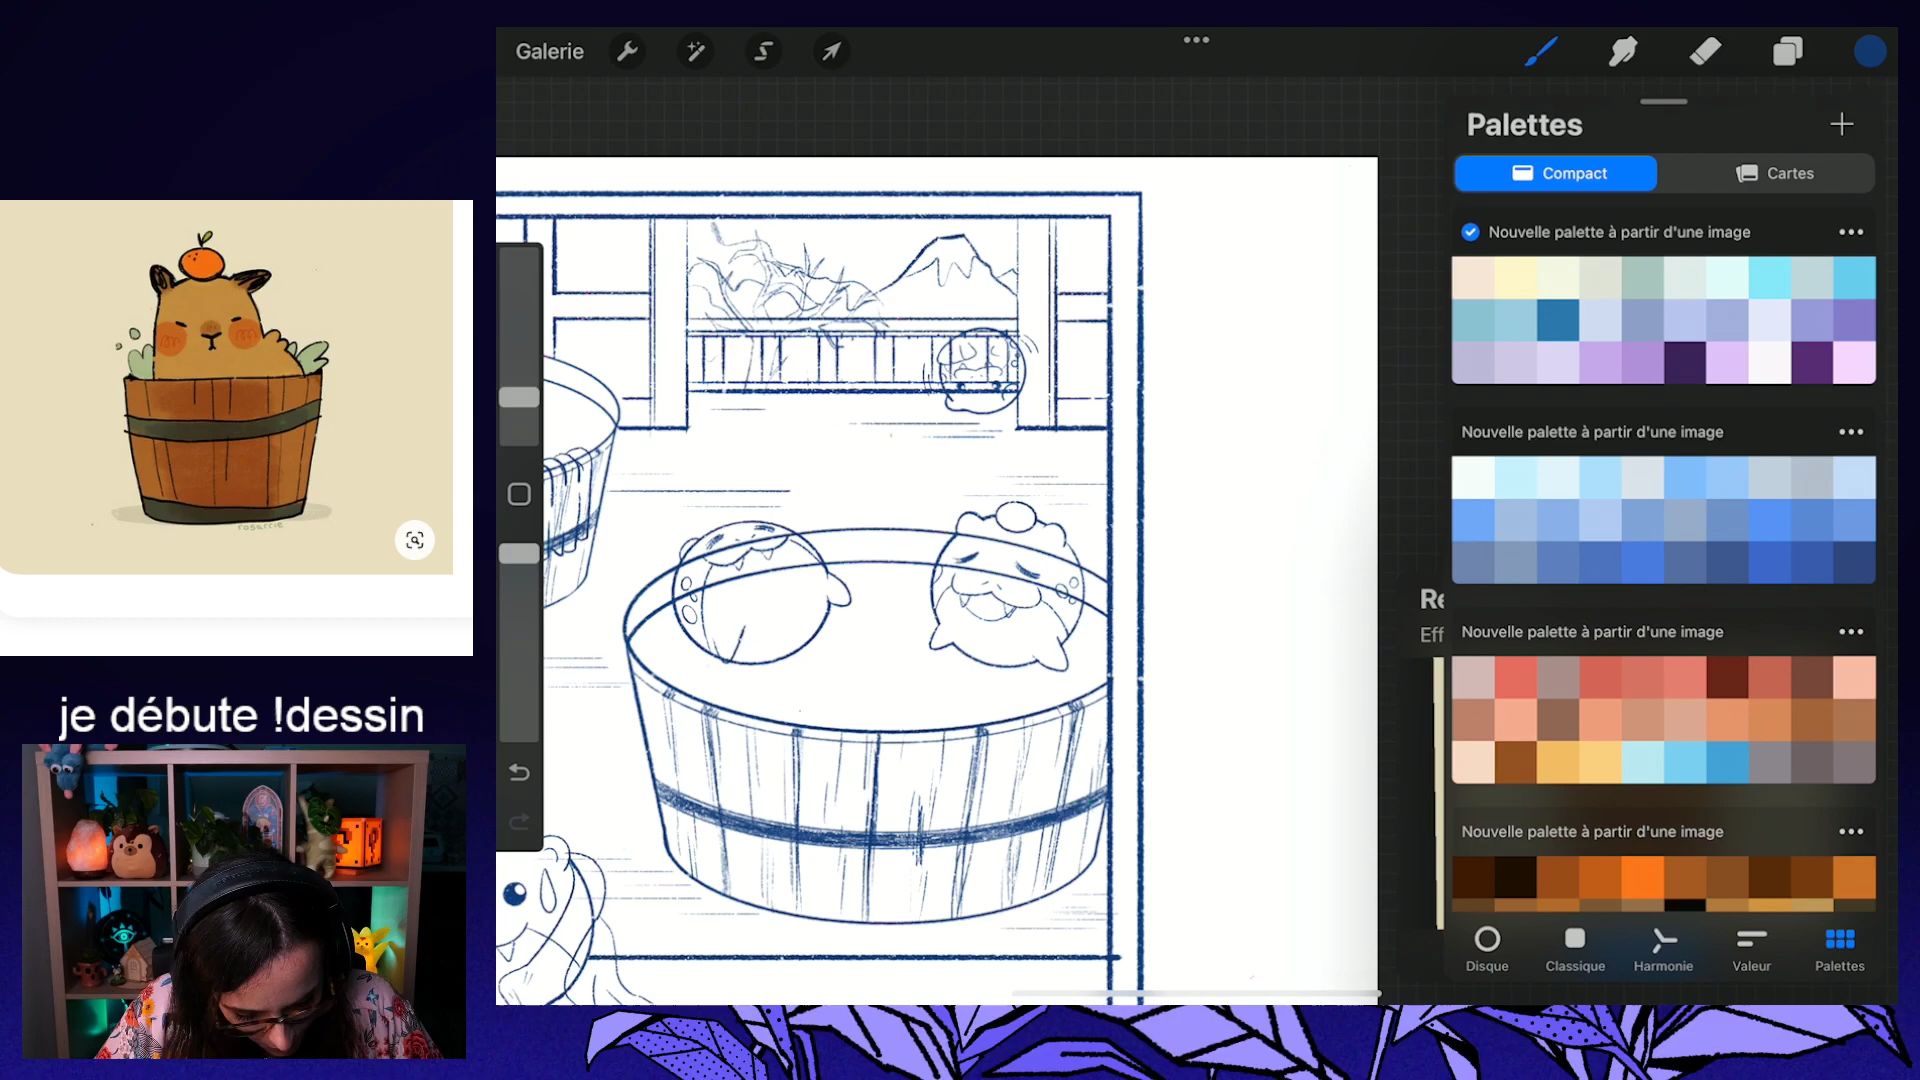 Galerie
Palettes
Compact
Cartes
Nouvelle palette à partir d'une image
Nouvelle palette à partir d'une image
Nouvelle palette à partir d'une image
Nouvelle palette à partir d'une image
Re
Eff
Disque
Classique
Harmonie
Valeur
Palettes
rosarrie
je débute !dessin